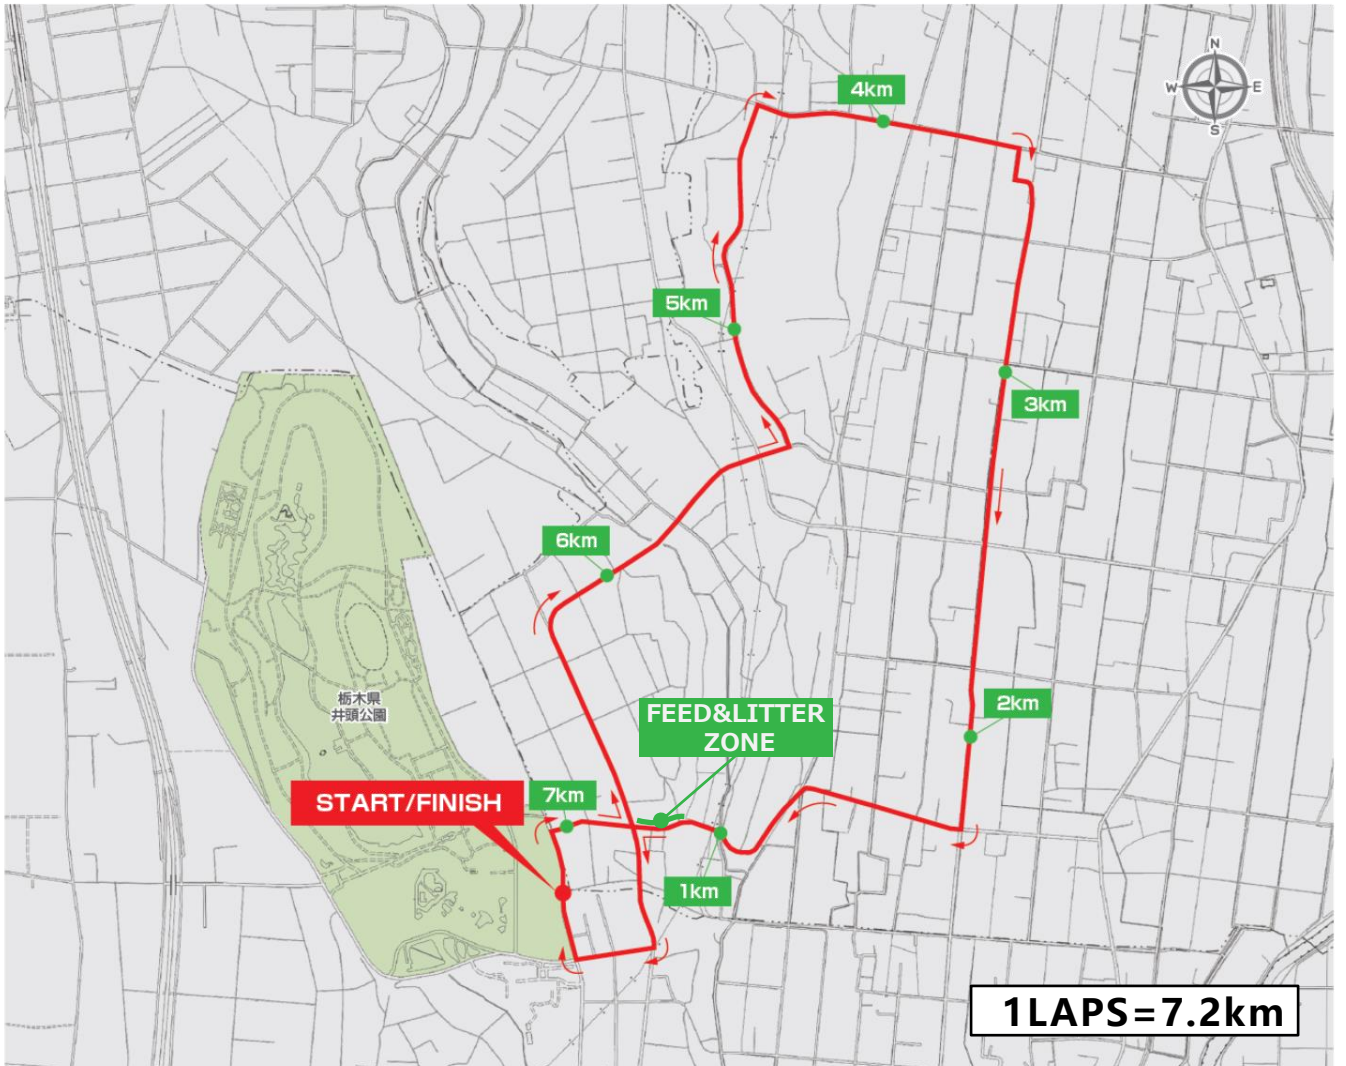 N
W
E
S
4km
5km
3km
6km
2km
栃木県
井頭公園
FEED&LITTER
ZONE
START/FINISH
7km
1km
1LAPS=7.2km